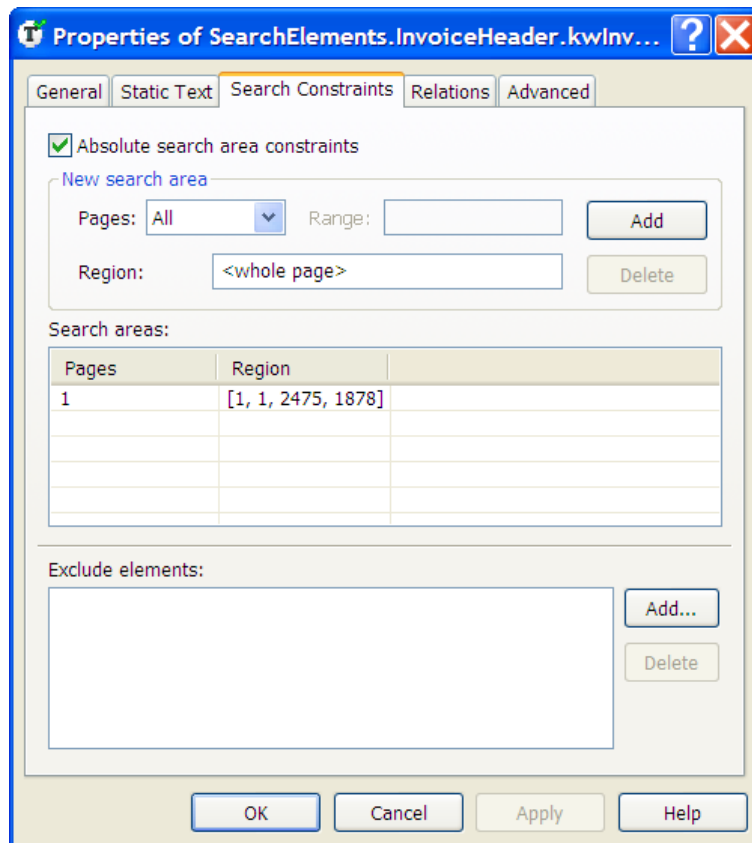 Properties of SearchElements.InvoiceHeader.kwInv...
General Static Text Search Constraints Relations Advanced
Absolute search area constraints
New search area
Pages: All Range: Add
Region: <whole page> Delete
Search areas:
Pages Region
1 [1, 1, 2475, 1878]
Exclude elements:
Add...
Delete
OK Cancel Apply Help